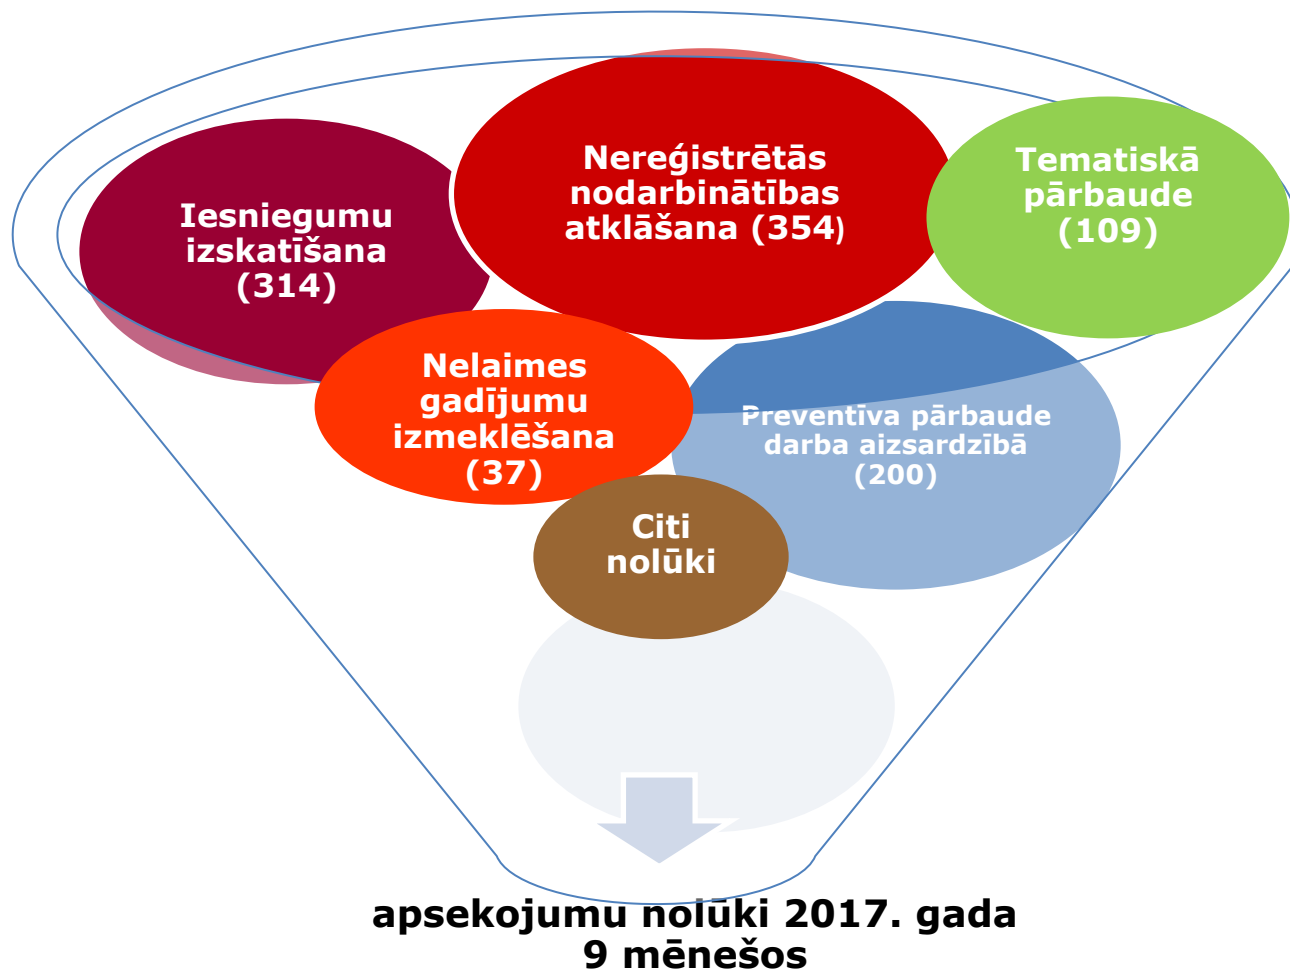 Nereģistrētās
nodarbinātības
atklāšana (354)
Tematiskā
pārbaude
(109)
Iesniegumu
izskatīšana
(314)
Nelaimes
gadījumu
izmeklēšana
(37)
Preventīva pārbaude
darba aizsardzībā
(200)
Citi
nolūki
apsekojumu nolūki 2017. gada
9 mēnešos